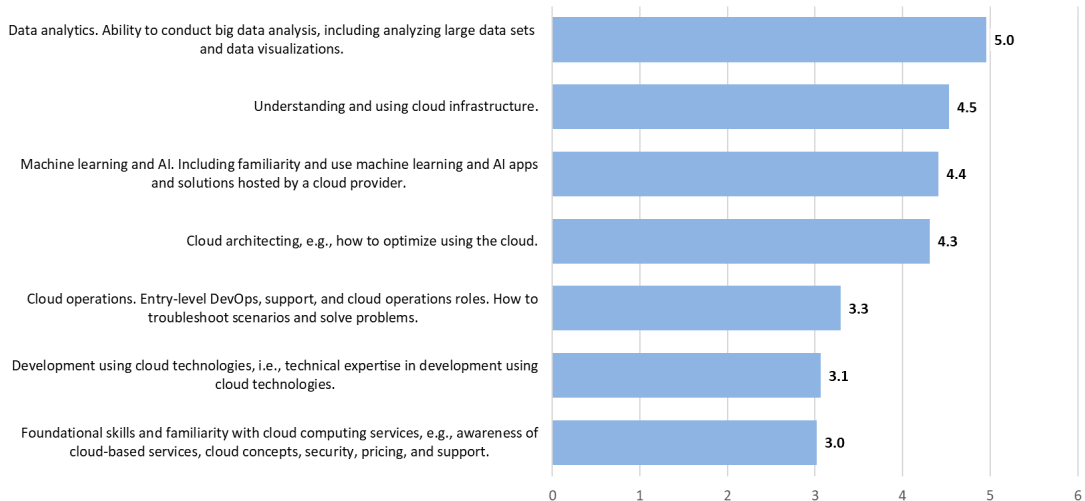 Data analytics. Ability to conduct big data analysis, including analyzing large data sets
and data visualizations.
5.0
Understanding and using cloud infrastructure.
4.5
Machine learning and AI. Including familiarity and use machine learning and AI apps
and solutions hosted by a cloud provider.
4.4
Cloud architecting, e.g., how to optimize using the cloud.
4.3
Cloud operations. Entry-level DevOps, support, and cloud operations roles. How to
troubleshoot scenarios and solve problems.
3.3
Development using cloud technologies, i.e., technical expertise in development using
cloud technologies.
3.1
Foundational skills and familiarity with cloud computing services, e.g., awareness of
cloud-based services, cloud concepts, security, pricing, and support.
3.0
0 1 2 3 4 5 6